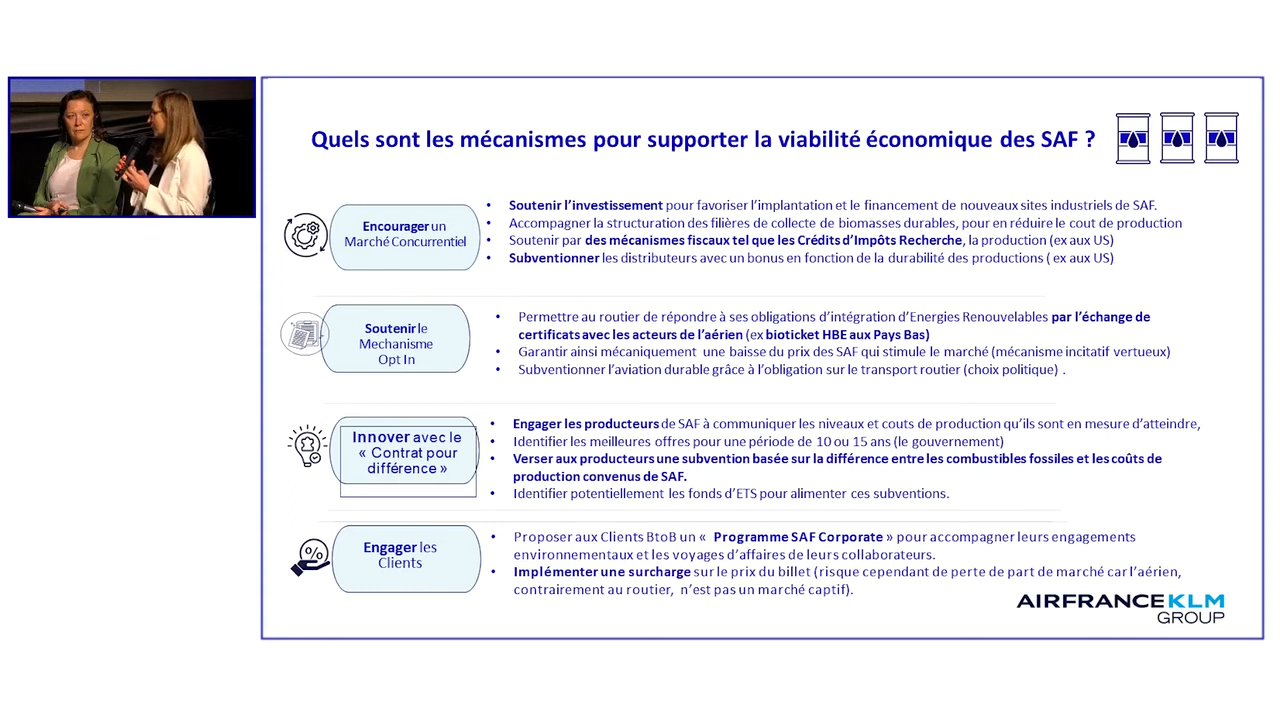 Quels sont les mécanismes pour supporter la viabilité économique des SAF ?
Encourager un
Marché Concurrentiel
• Soutenir l’investissement pour favoriser l’implantation et le financement de nouveaux sites industriels de SAF.
• Accompagner la structuration des filières de collecte de biomasses durables, pour en réduire le cout de production
• Soutenir par des mécanismes fiscaux tel que les Crédits d’Impôts Recherche, la production (ex aux US)
• Subventionner les distributeurs avec un bonus en fonction de la durabilité des productions ( ex aux US)
Soutenir le
Mechanisme
Opt In
• Permettre au routier de répondre à ses obligations d’intégration d’Energies Renouvelables par l’échange de
certificats avec les acteurs de l’aérien (ex bioticket HBE aux Pays Bas)
• Garantir ainsi mécaniquement une baisse du prix des SAF qui stimule le marché (mécanisme incitatif vertueux)
• Subventionner l’aviation durable grâce à l’obligation sur le transport routier (choix politique) .
Innover avec le
« Contrat pour
différence »
• Engager les producteurs de SAF à communiquer les niveaux et couts de production qu’ils sont en mesure d’atteindre,
• Identifier les meilleures offres pour une période de 10 ou 15 ans (le gouvernement)
• Verser aux producteurs une subvention basée sur la différence entre les combustibles fossiles et les coûts de
production convenus de SAF.
• Identifier potentiellement les fonds d’ETS pour alimenter ces subventions.
Engager les
Clients
• Proposer aux Clients BtoB un « Programme SAF Corporate » pour accompagner leurs engagements
environnementaux et les voyages d’affaires de leurs collaborateurs.
• Implémenter une surcharge sur le prix du billet (risque cependant de perte de part de marché car l’aérien,
contrairement au routier, n’est pas un marché captif).
AIRFRANCE KLM
GROUP